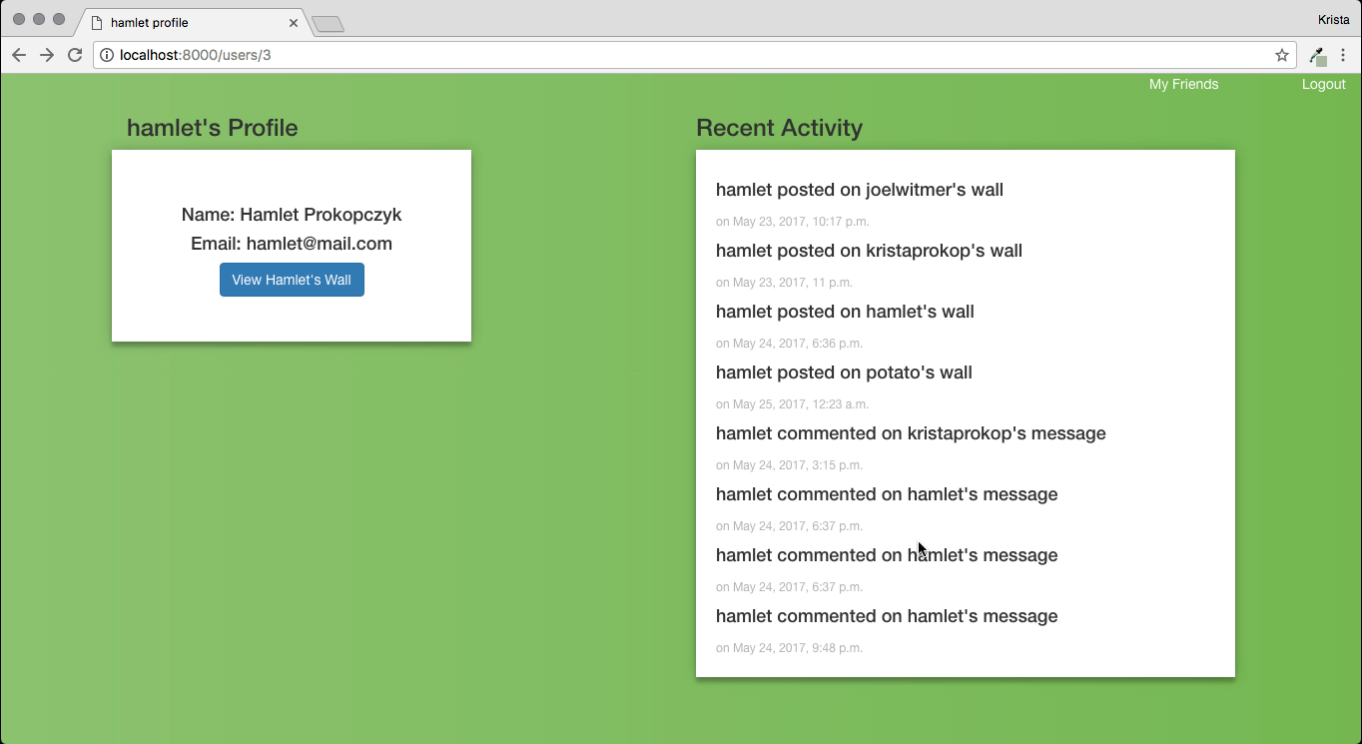 hamlet profile
Krista
localhost:8000/users/3
My Friends
Logout
hamlet's Profile
Name: Hamlet Prokopczyk
Email: hamlet@mail.com
View Hamlet's Wall
Recent Activity
hamlet posted on joelwitmer's wall
on May 23, 2017, 10:17 p.m.
hamlet posted on kristaprokop's wall
on May 23, 2017, 11 p.m.
hamlet posted on hamlet's wall
on May 24, 2017, 6:36 p.m.
hamlet posted on potato's wall
on May 25, 2017, 12:23 a.m.
hamlet commented on kristaprokop's message
on May 24, 2017, 3:15 p.m.
hamlet commented on hamlet's message
on May 24, 2017, 6:37 p.m.
hamlet commented on hamlet's message
on May 24, 2017, 6:37 p.m.
hamlet commented on hamlet's message
on May 24, 2017, 9:48 p.m.